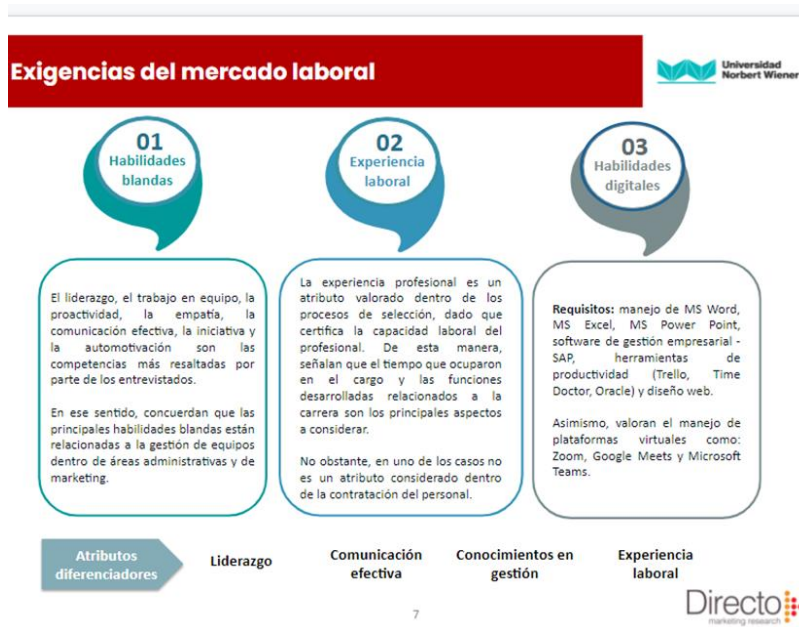 Exigencias del mercado laboral
Universidad
Norbert Wiener
01
Habilidades
blandas
El liderazgo, el trabajo en equipo, la
proactividad, la empatía, la
comunicación efectiva, la iniciativa y
la automotivación son las
competencias más resaltadas por
parte de los entrevistados.
En ese sentido, concuerdan que las
principales habilidades blandas están
relacionadas a la gestión de equipos
dentro de áreas administrativas y de
marketing.
02
Experiencia
laboral
La experiencia profesional es un
atributo valorado dentro de los
procesos de selección, dado que
certifica la capacidad laboral del
profesional. De esta manera,
señalan que el tiempo que ocuparon
en el cargo y las funciones
desarrolladas relacionados a la
carrera son los principales aspectos
a considerar.
No obstante, en uno de los casos no
es un atributo considerado dentro
de la contratación del personal.
03
Habilidades
digitales
Requisitos: manejo de MS Word,
MS Excel, MS Power Point,
software de gestión empresarial -
SAP, herramientas de
productividad (Trello, Time
Doctor, Oracle) y diseño web.
Asimismo, valoran el manejo de
plataformas virtuales como:
Zoom, Google Meets y Microsoft
Teams.
Atributos
diferenciadores
Liderazgo
Comunicación
efectiva
Conocimientos en
gestión
Experiencia
laboral
7
Directo
marketing research